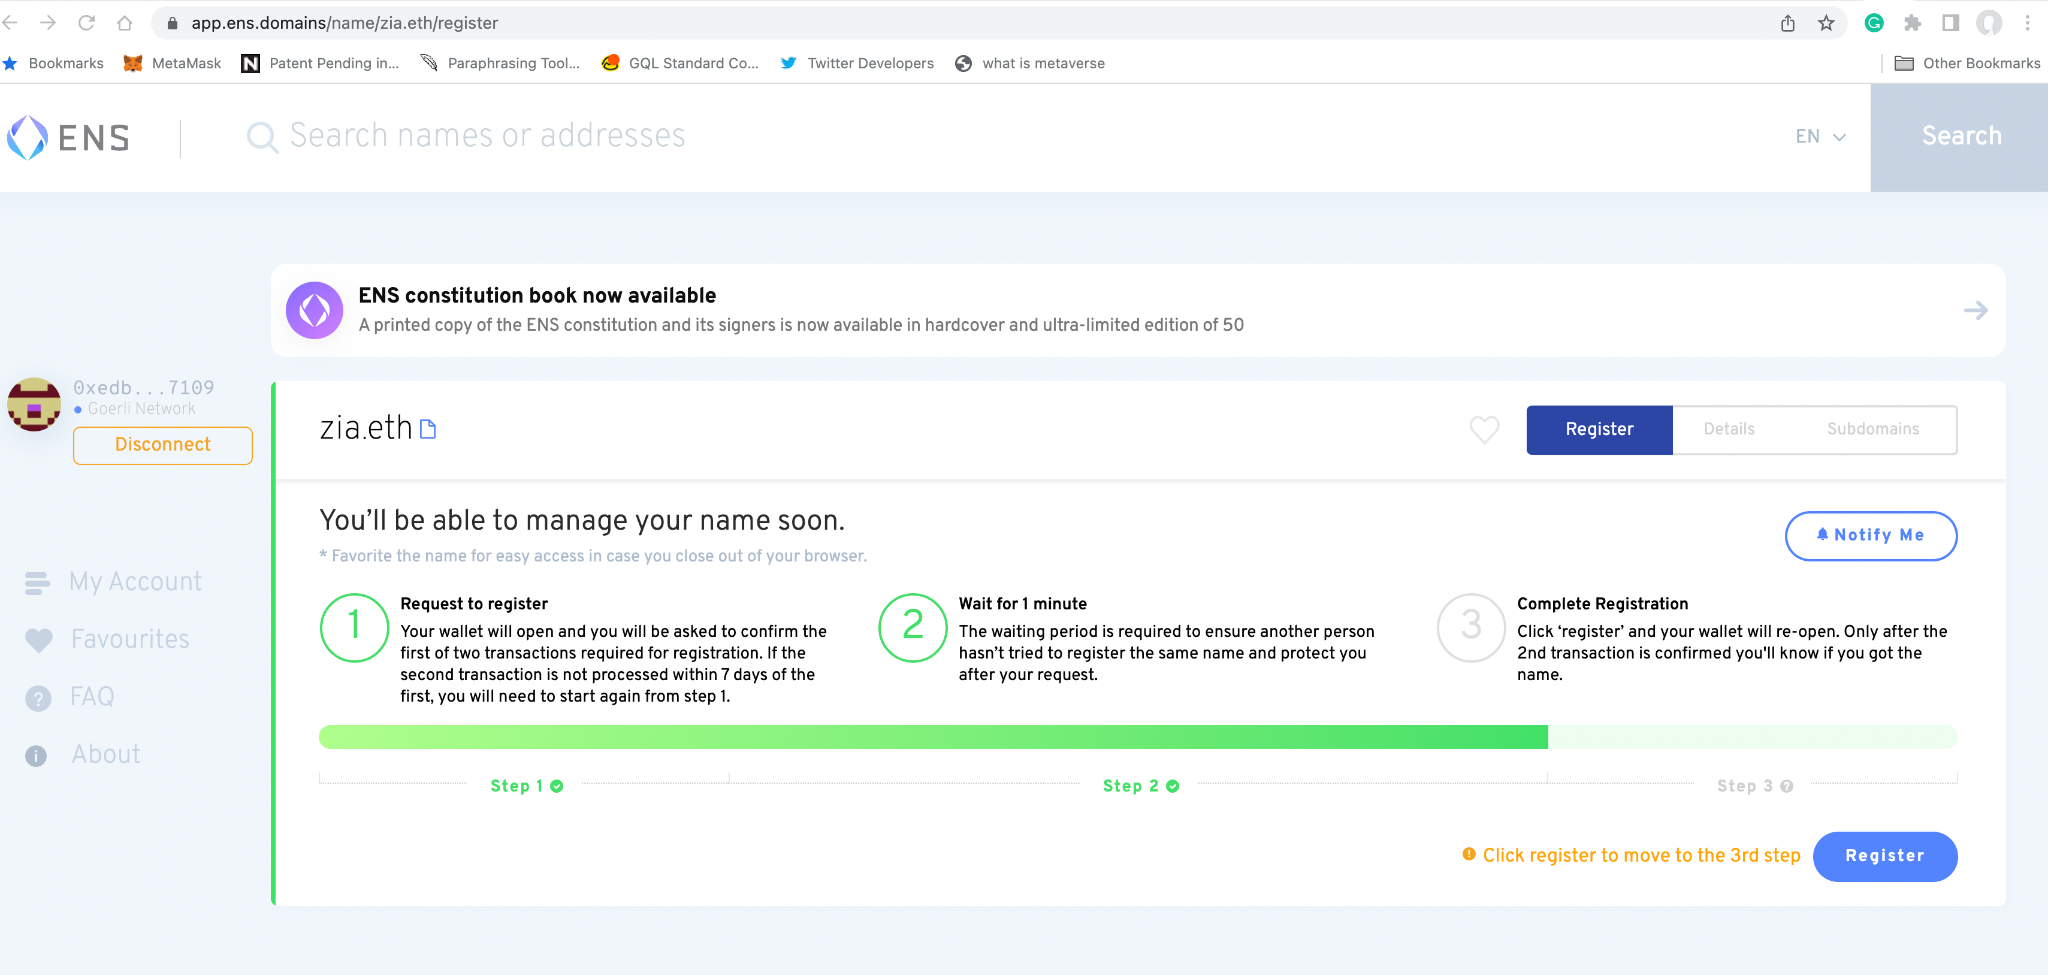 app.ens.domains/name/zia.eth/register
Bookmarks
MetaMask
Patent Pending in...
Paraphrasing Tool...
GQL Standard Co...
Twitter Developers
what is metaverse
Other Bookmarks
ENS
Search names or addresses
EN
Search
ENS constitution book now available
A printed copy of the ENS constitution and its signers is now available in hardcover and ultra-limited edition of 50
0xedb...7109
Goerli Network
Disconnect
My Account
Favourites
FAQ
About
zia.eth
Register
Details
Subdomains
You’ll be able to manage your name soon.
* Favorite the name for easy access in case you close out of your browser.
Notify Me
1
Request to register
Your wallet will open and you will be asked to confirm the
first of two transactions required for registration. If the
second transaction is not processed within 7 days of the
first, you will need to start again from step 1.
2
Wait for 1 minute
The waiting period is required to ensure another person
hasn’t tried to register the same name and protect you
after your request.
3
Complete Registration
Click ‘register’ and your wallet will re-open. Only after the
2nd transaction is confirmed you'll know if you got the
name.
Step 1
Step 2
Step 3
Click register to move to the 3rd step
Register